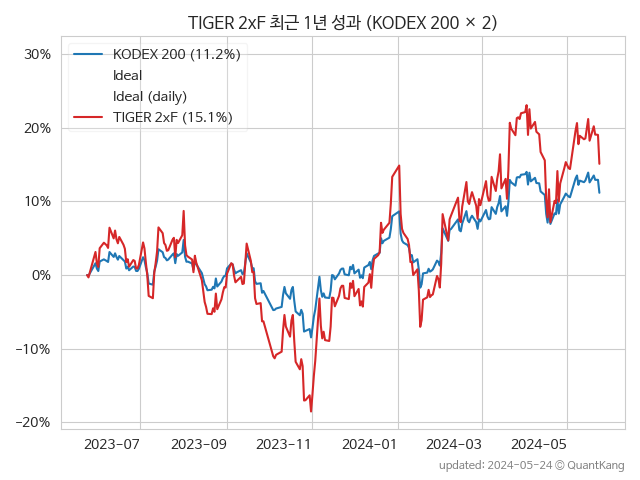 TIGER 2xF 최근 1년 성과 (KODEX 200 × 2)
30%
20%
10%
0%
−10%
−20%
KODEX 200 (11.2%)
Ideal
Ideal (daily)
TIGER 2xF (15.1%)
2023−07
2023−09
2023−11
2024−01
2024−03
2024−05
updated: 2024-05-24 © QuantKang